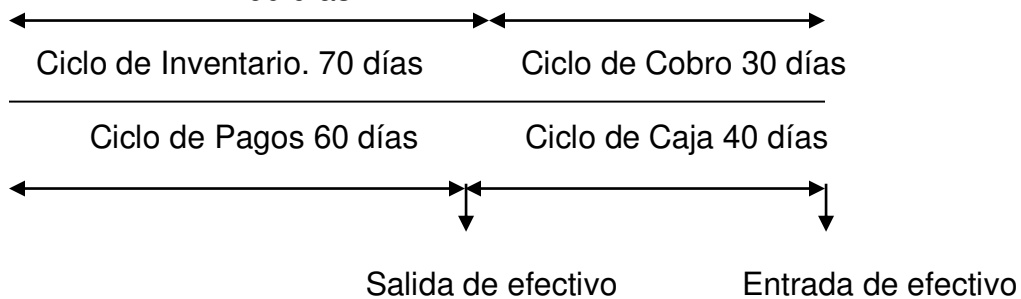 Ciclo de Inventario. 70 días Ciclo de Cobro 30 días
Ciclo de Pagos 60 días Ciclo de Caja 40 días
Salida de efectivo Entrada de efectivo